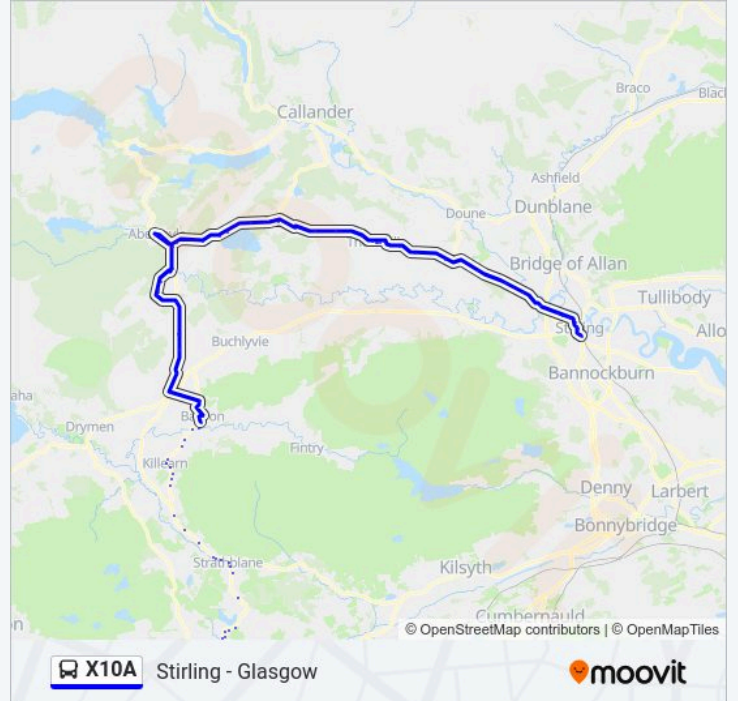 Callander
Braco
Ashfield
Doune
Dunblane
Bridge of Allan
Tullibody
Stirling
Buchlyvie
Bannockburn
Drymen
Fintry
Killearn
Denny
Larbert
Bonnybridge
Strathblane
Kilsyth
Cumbernauld
© OpenStreetMap contributors | © OpenMapTiles
X10A Stirling - Glasgow
moovit